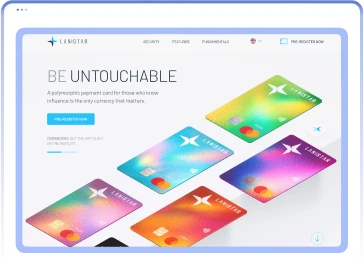 LANISTAR
SECURITY
FEATURES
FUNDAMENTALS
PRE-REGISTER NOW
BE UNTOUCHABLE
A polymorphic payment card for those who know
influence is the only currency that matters.
PRE-REGISTER NOW
LANISTAR
LANISTAR
LANISTAR
LANISTAR
LANISTAR